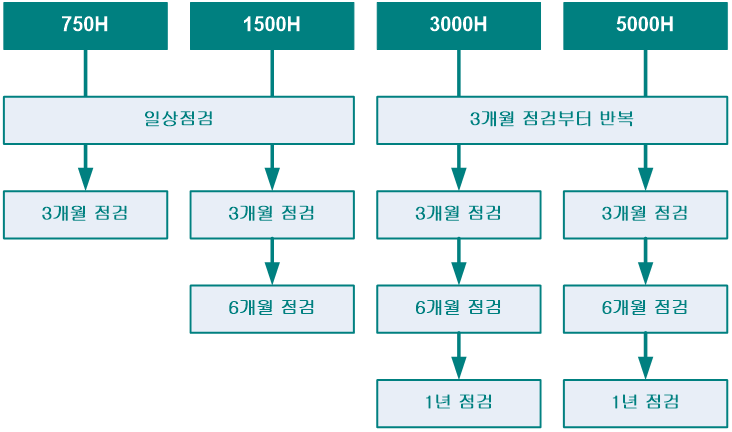 750H
1500H
3000H
5000H
일상점검
3개월 점검부터 반복
3개월 점검
3개월 점검
3개월 점검
3개월 점검
6개월 점검
6개월 점검
6개월 점검
1년 점검
1년 점검